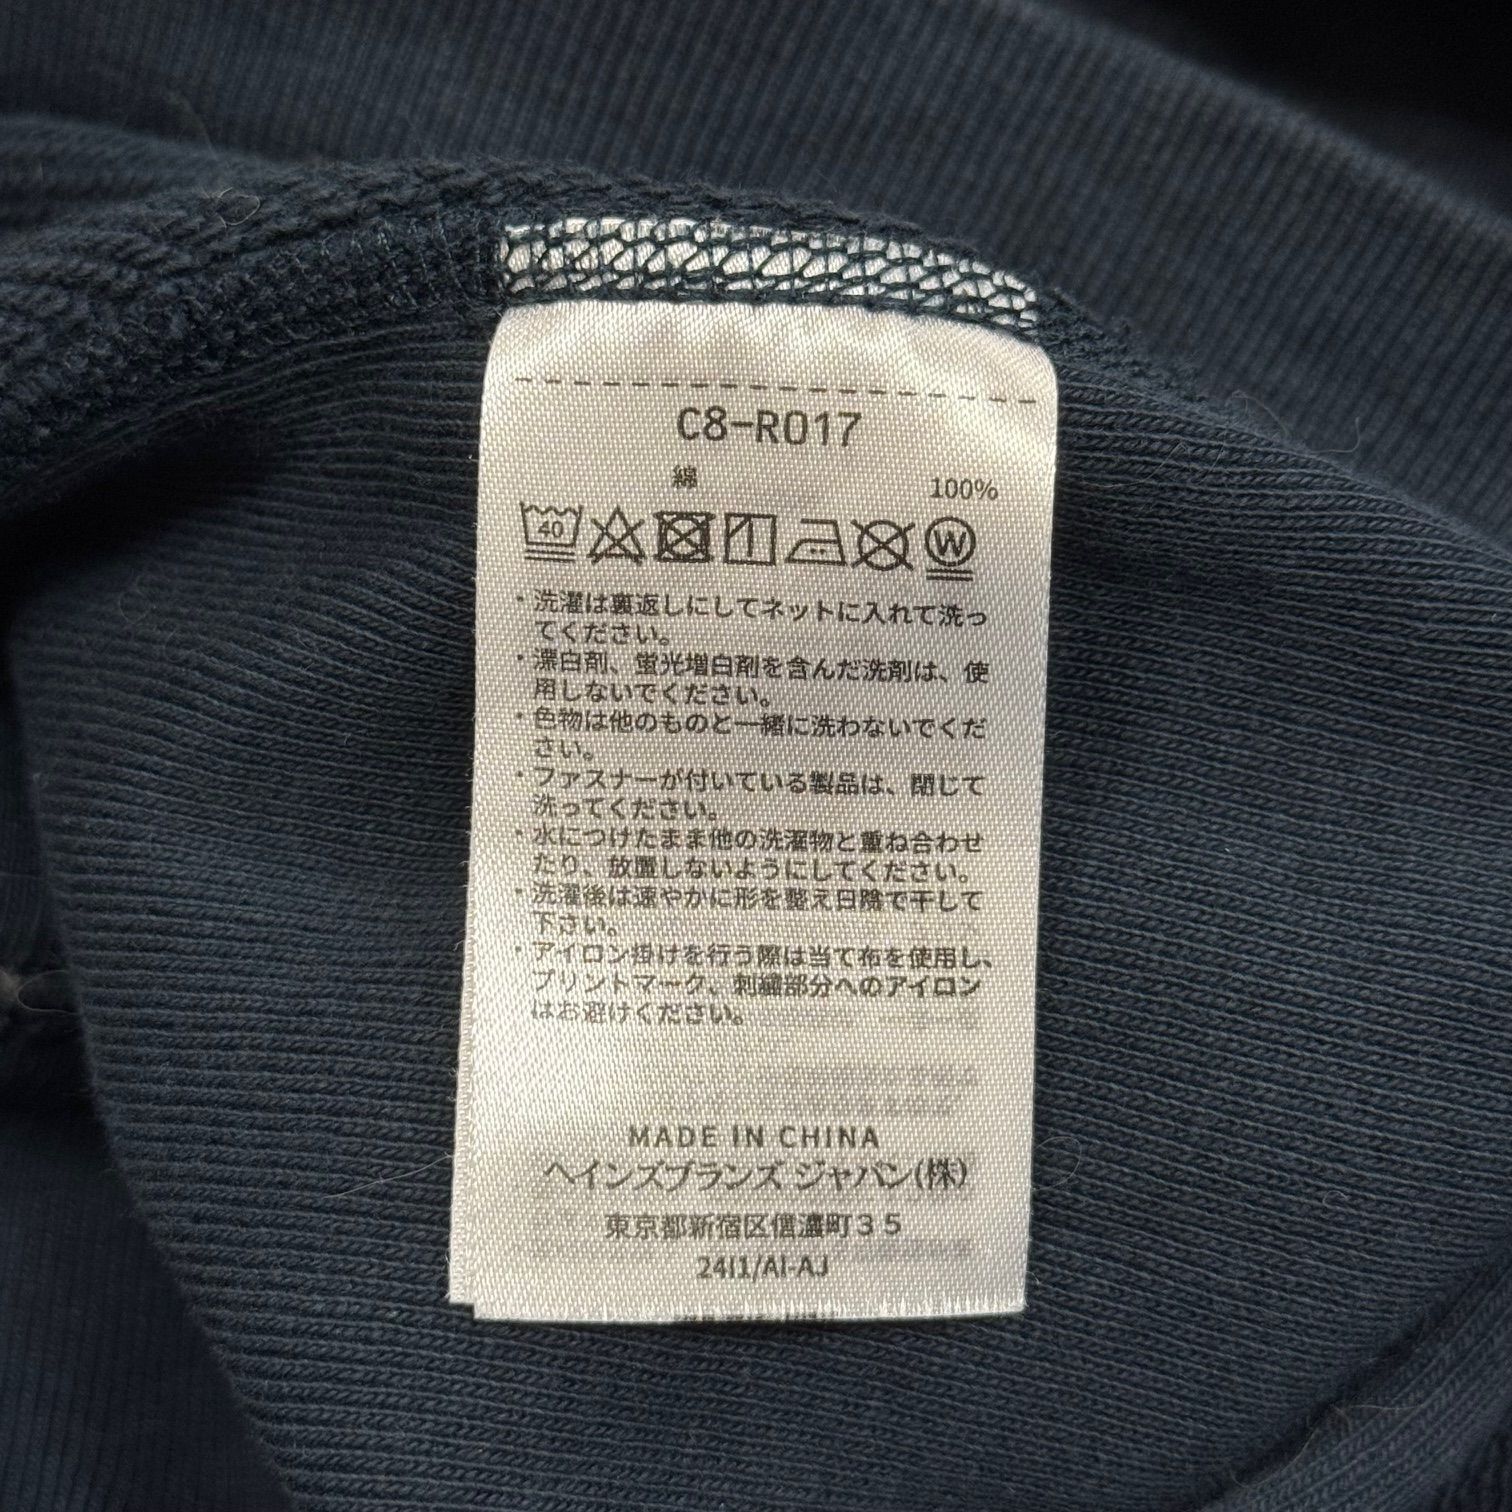 C8-R017
綿 100%
40
W
・洗濯は裏返しにしてネットに入れて洗っ
てください。
・漂白剤、蛍光増白剤を含んだ洗剤は、使
用しないでください。
・色物は他のものと一緒に洗わないでくだ
さい。
・ファスナーが付いている製品は、閉じて
洗ってください。
・水につけたまま他の洗濯物と重ね合わせ
たり、放置しないようにしてください。
・洗濯後は速やかに形を整え日陰で干して
下さい。
・アイロン掛けを行う際は当て布を使用し、
プリントマーク、刺繍部分へのアイロン
はお避けください。
MADE IN CHINA
ヘインズブランズ ジャパン(株)
東京都新宿区信濃町35
24I1/AI-AJ